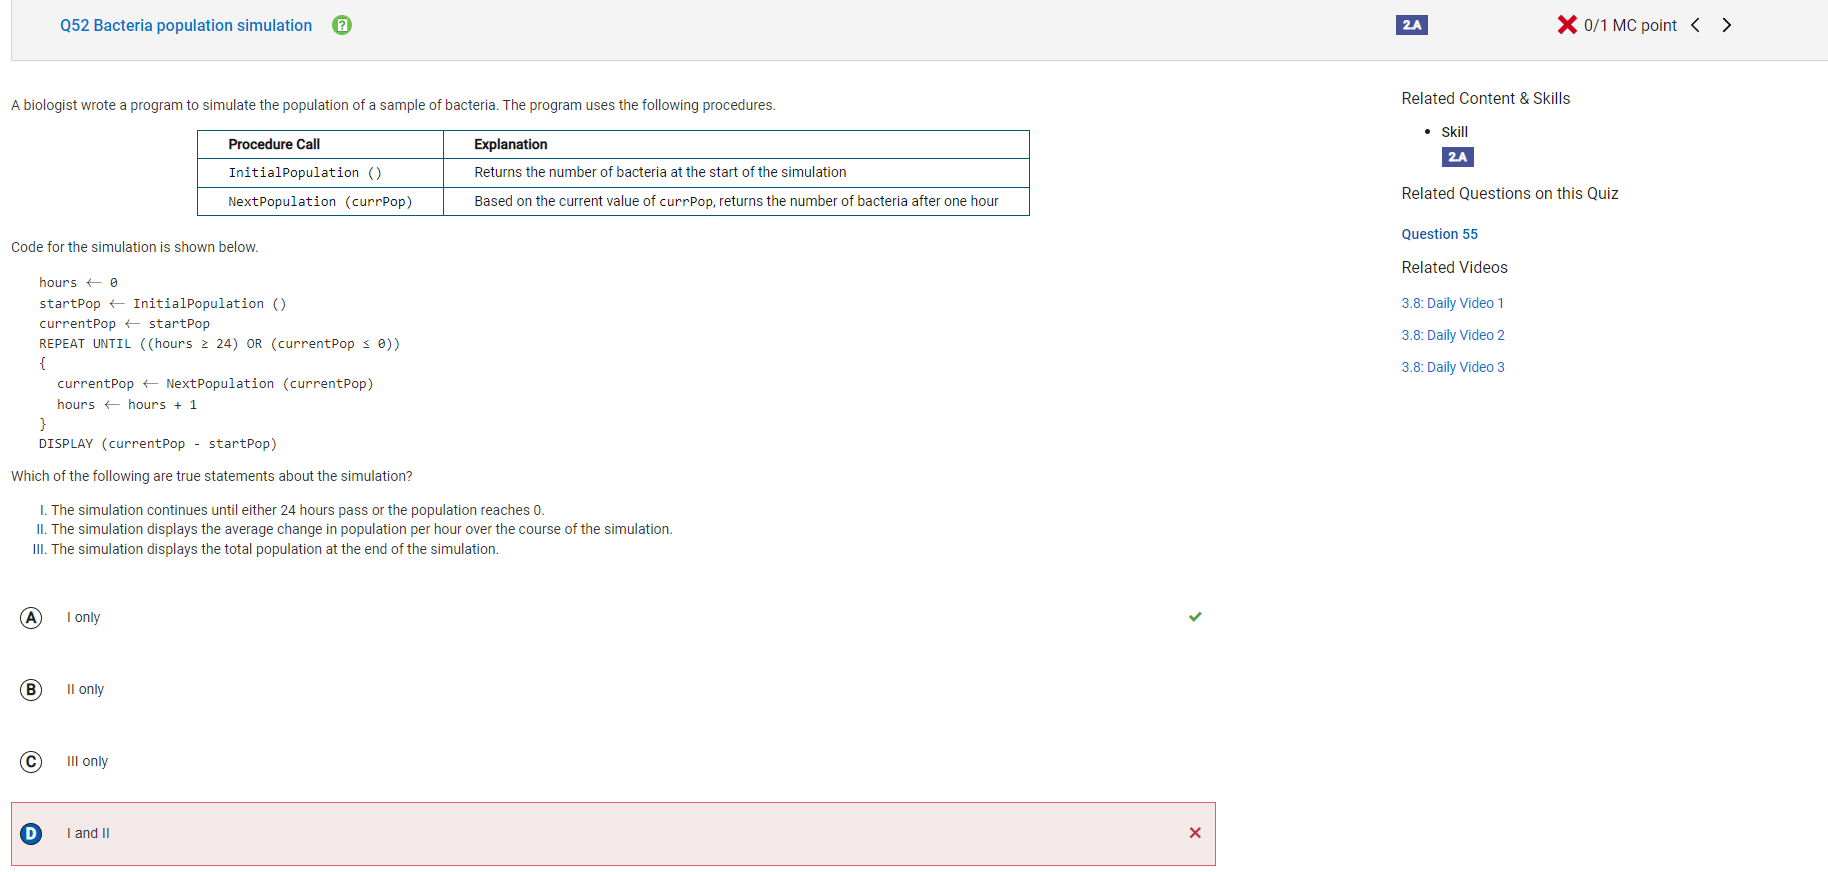 Q52 Bacteria population simulation
2.A
0/1 MC point
A biologist wrote a program to simulate the population of a sample of bacteria. The program uses the following procedures.
Procedure Call Explanation
InitialPopulation () Returns the number of bacteria at the start of the simulation
NextPopulation (currPop) Based on the current value of currPop, returns the number of bacteria after one hour
Code for the simulation is shown below.
hours ← 0
startPop ← InitialPopulation ()
currentPop ← startPop
REPEAT UNTIL ((hours ≥ 24) OR (currentPop ≤ 0))
{
currentPop ← NextPopulation (currentPop)
hours ← hours + 1
}
DISPLAY (currentPop - startPop)
Which of the following are true statements about the simulation?
I. The simulation continues until either 24 hours pass or the population reaches 0.
II. The simulation displays the average change in population per hour over the course of the simulation.
III. The simulation displays the total population at the end of the simulation.
A I only
B II only
C III only
D I and II
Related Content & Skills
• Skill
2.A
Related Questions on this Quiz
Question 55
Related Videos
3.8: Daily Video 1
3.8: Daily Video 2
3.8: Daily Video 3